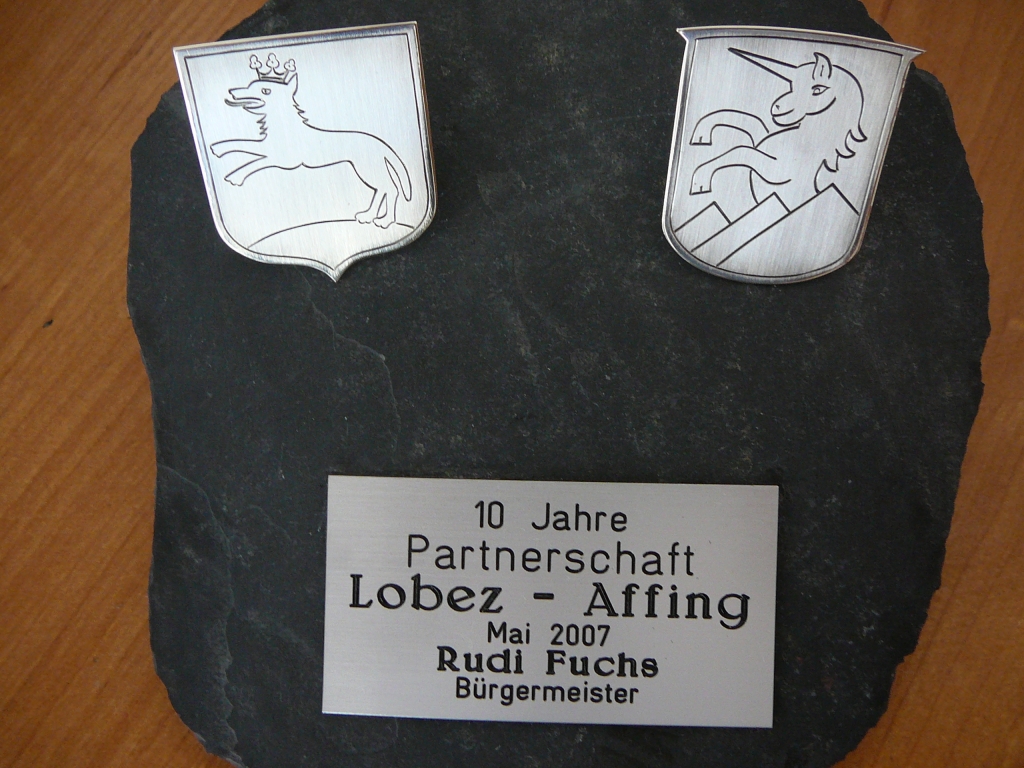 10 Jahre
Partnerschaft
Lobez - Affing
Mai 2007
Rudi Fuchs
Bürgermeister